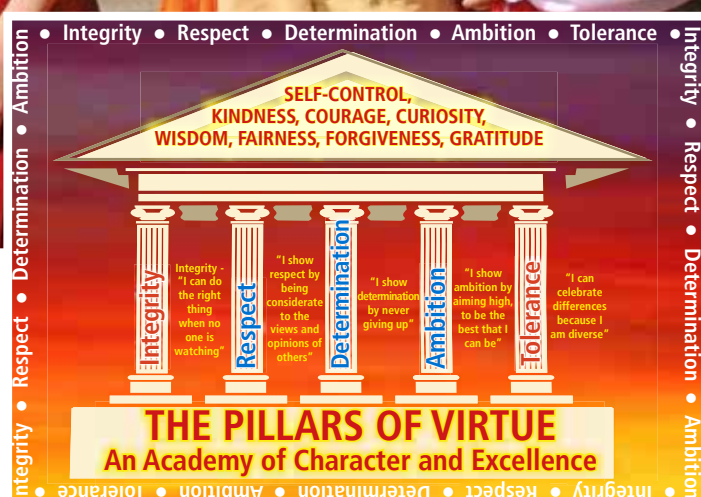 • Integrity • Respect • Determination • Ambition • Tolerance •
Integrity • Respect • Determination • Ambition
SELF-CONTROL,
KINDNESS, COURAGE, CURIOSITY,
WISDOM, FAIRNESS, FORGIVENESS, GRATITUDE
Integrity
Integrity -
"I can do
the right
thing
when no
one is
watching"
Respect
"I show
respect by
being
considerate
to the
views and
opinions of
others"
Determination
"I show
determination
by never
giving up"
Ambition
"I show
ambition by
aiming high,
to be the
best that I
can be"
Tolerance
"I can
celebrate
differences
because I
am diverse"
THE PILLARS OF VIRTUE
An Academy of Character and Excellence
• Integrity • Respect • Determination • Ambition • Tolerance •
Integrity • Respect • Determination • Ambition